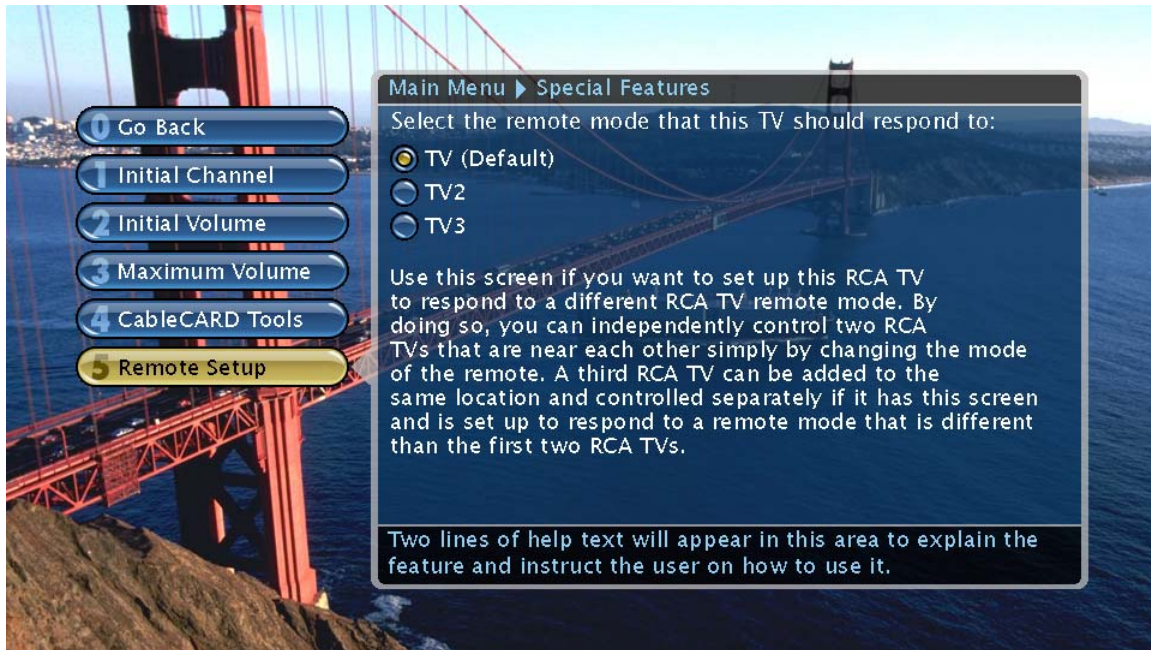 0 Go Back
1 Initial Channel
2 Initial Volume
3 Maximum Volume
4 CableCARD Tools
5 Remote Setup
Main Menu Special Features
Select the remote mode that this TV should respond to:
TV (Default)
TV2
TV3
Use this screen if you want to set up this RCA TV
to respond to a different RCA TV remote mode. By
doing so, you can independently control two RCA
TVs that are near each other simply by changing the mode
of the remote. A third RCA TV can be added to the
same location and controlled separately if it has this screen
and is set up to respond to a remote mode that is different
than the first two RCA TVs.
Two lines of help text will appear in this area to explain the
feature and instruct the user on how to use it.